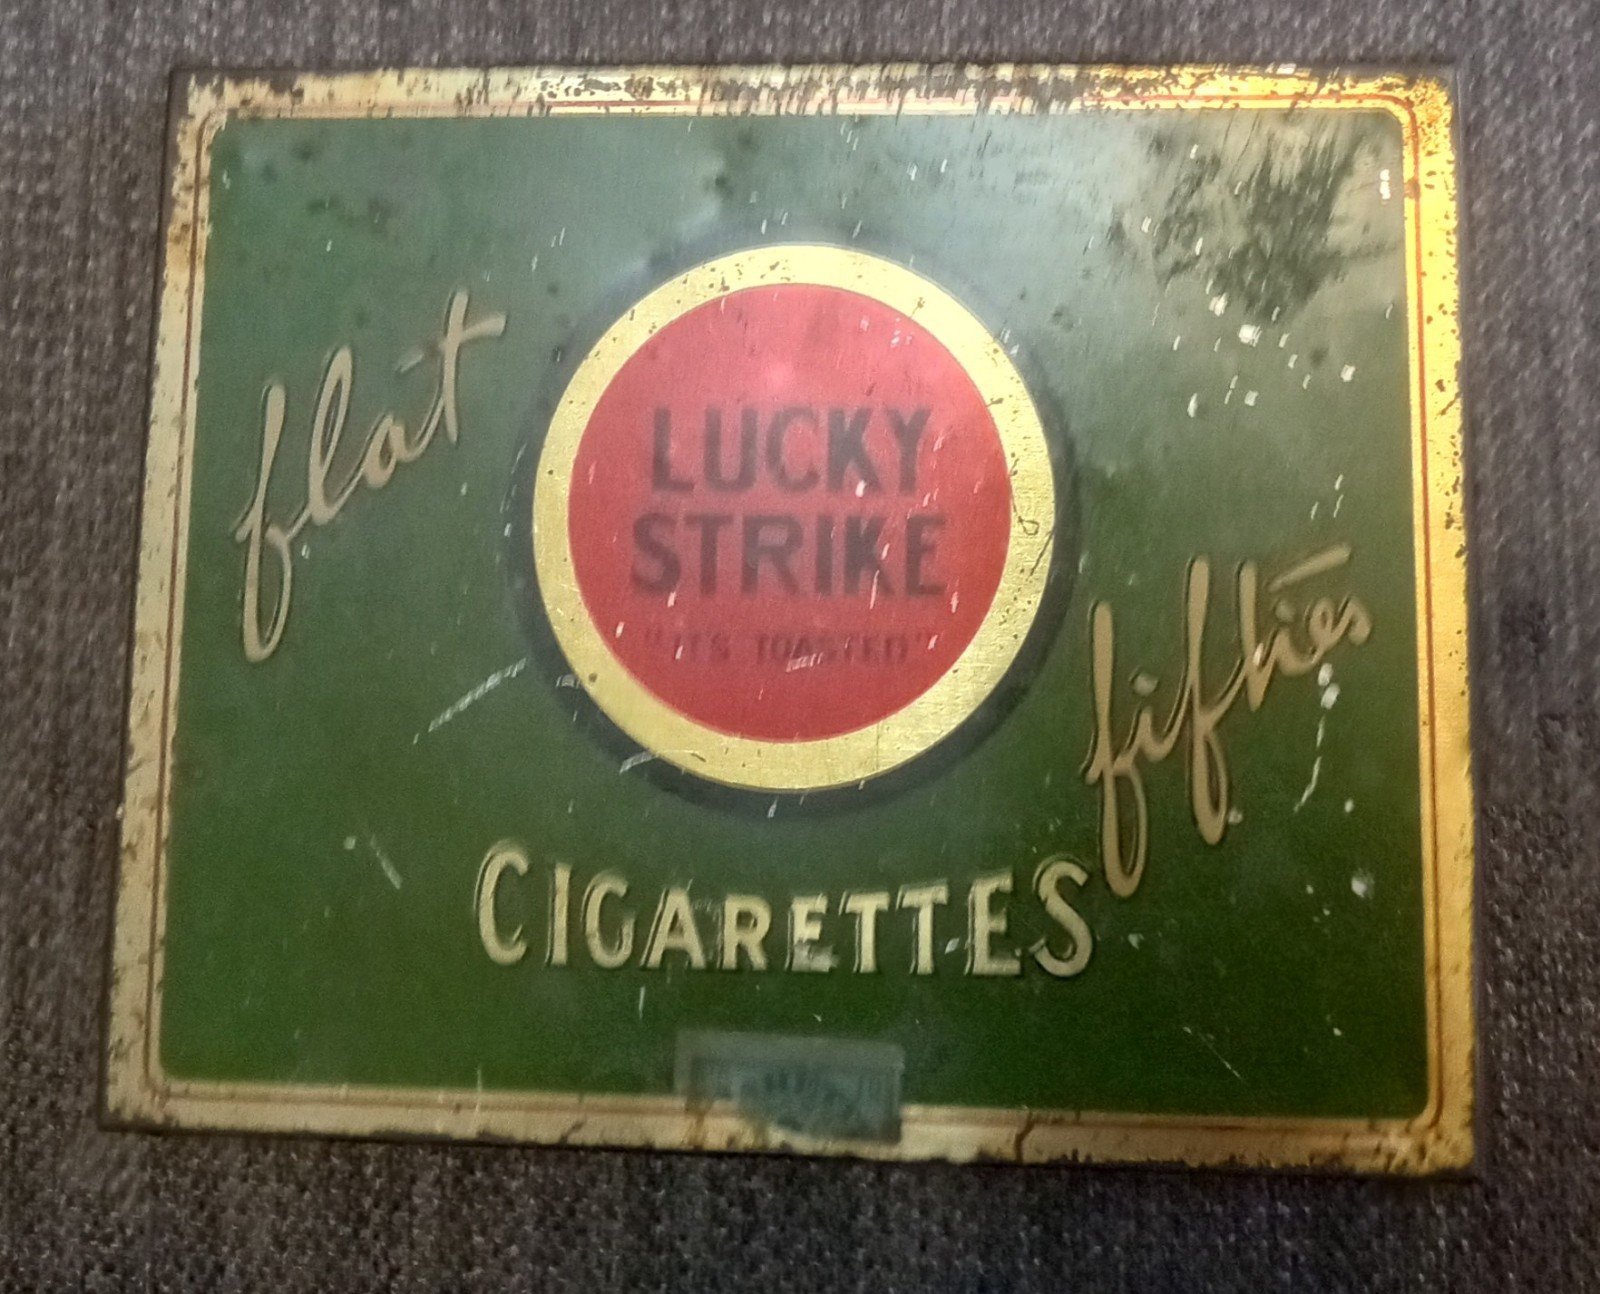 flat
LUCKY
STRIKE
"IT'S TOASTED"
fifties
CIGARETTES